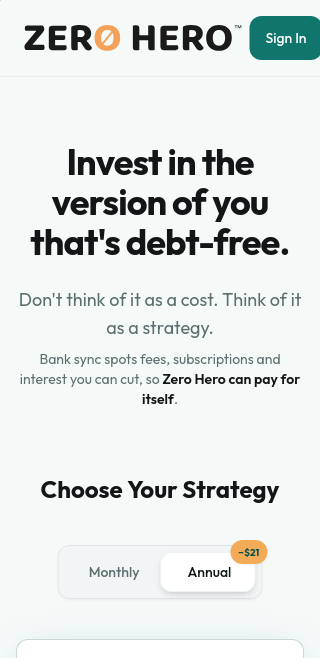 ZERO HERO™
Sign In
Invest in the
version of you
that's debt-free.
Don't think of it as a cost. Think of it
as a strategy.
Bank sync spots fees, subscriptions and
interest you can cut, so Zero Hero can pay for
itself.
Choose Your Strategy
−$21
Monthly
Annual